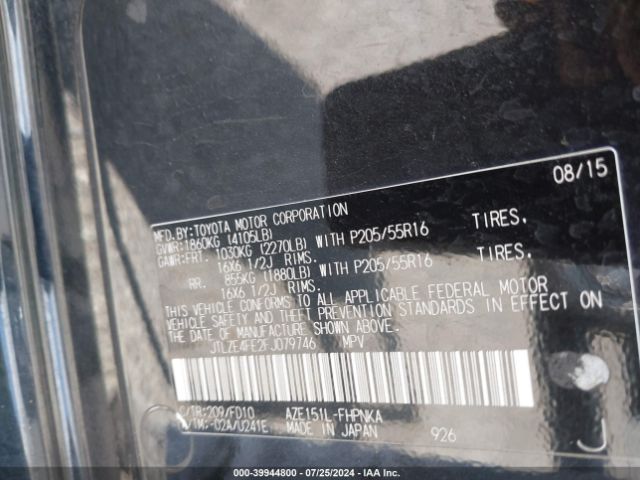 08/15
MFD.BY:TOYOTA MOTOR CORPORATION
GVWR:1860KG (4105LB)
GAWR:FRT. 1030KG (2270LB) WITH P205/55R16 TIRES,
16X6 1/2J RIMS.
RR. 855KG (1880LB) WITH P205/55R16 TIRES,
16X6 1/2J RIMS.
THIS VEHICLE CONFORMS TO ALL APPLICABLE FEDERAL MOTOR
VEHICLE SAFETY AND THEFT PREVENTION STANDARDS IN EFFECT ON
THE DATE OF MANUFACTURE SHOWN ABOVE.
JTLZE4FE2FJ079746 MPV
C/TR:209/FD10 AZE151L-FHPNKA
A/TM:-02A/U241E MADE IN JAPAN 926 J
000-39944800 - 07/25/2024 - IAA Inc.